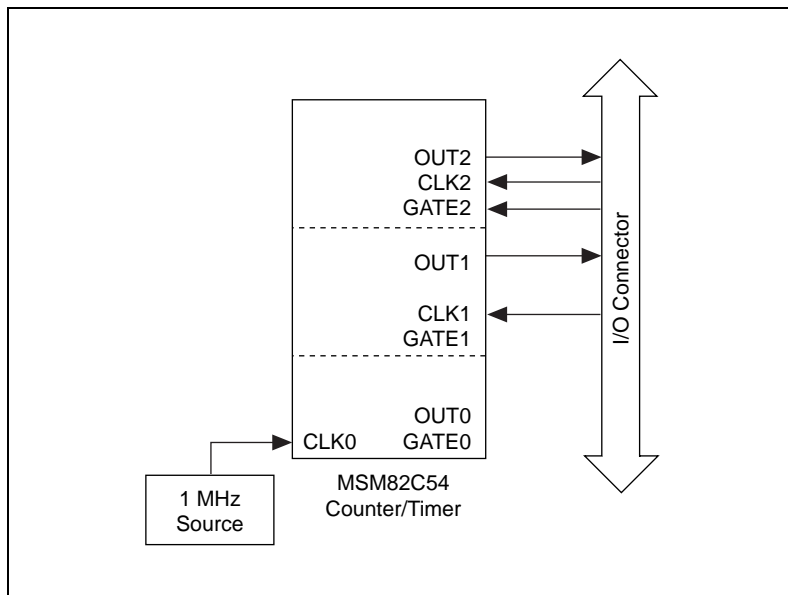 OUT2
CLK2
GATE2
OUT1
CLK1
GATE1
OUT0
CLK0 GATE0
1 MHz
Source
MSM82C54
Counter/Timer
I/O Connector